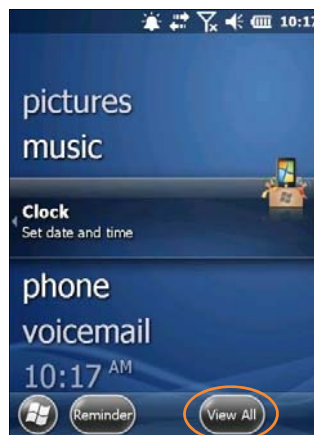 10:17
pictures
music
Clock
Set date and time
phone
voicemail
10:17 AM
Reminder
View All